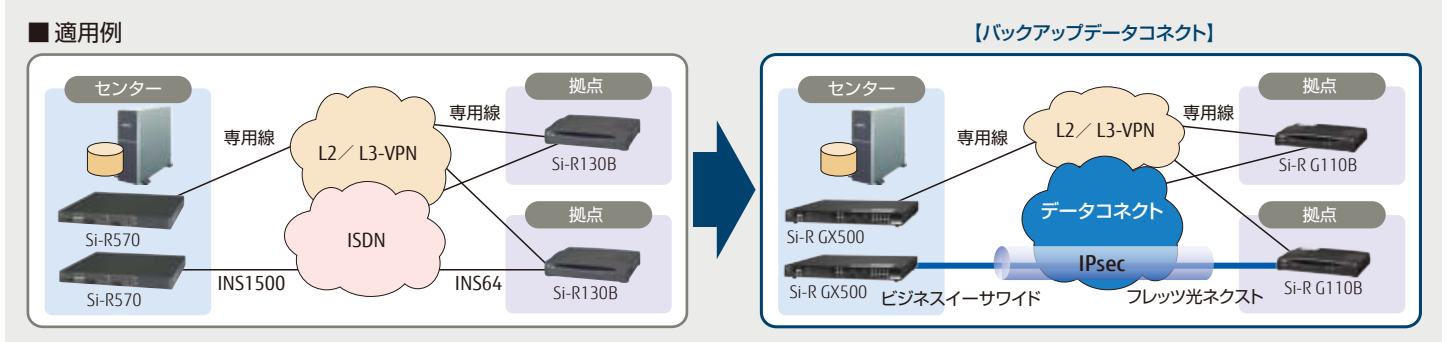 ■ 適用例
センター
拠点
専用線
専用線
L2／ L3-VPN
Si-R130B
拠点
Si-R570
ISDN
INS1500
INS64
Si-R570
Si-R130B
【バックアップデータコネクト】
センター
拠点
専用線
専用線
L2／ L3-VPN
Si-R G110B
データコネクト
拠点
Si-R GX500
IPsec
Si-R GX500
ビジネスイーサワイド
フレッツ光ネクスト
Si-R G110B